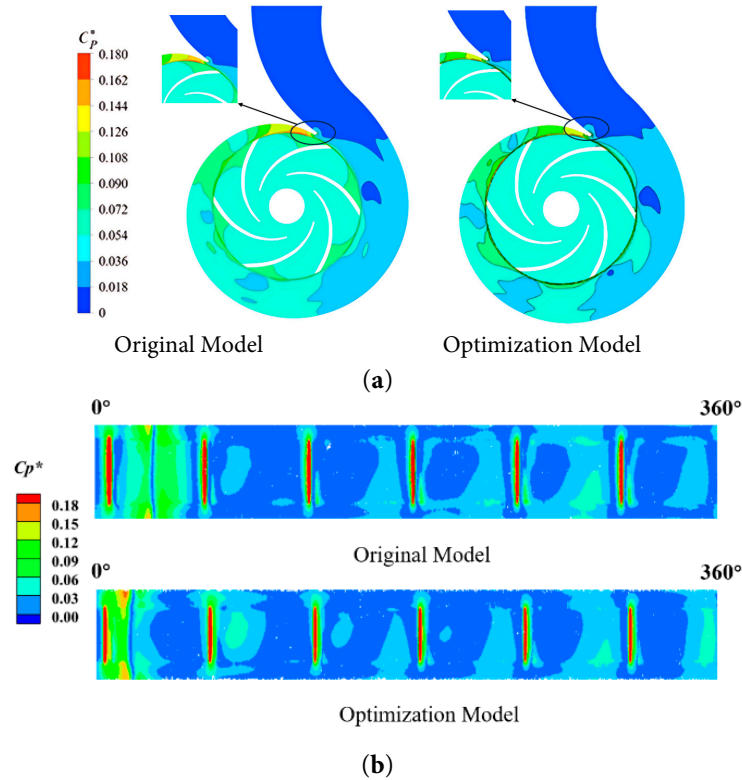 C*P
0.180
0.162
0.144
0.126
0.108
0.090
0.072
0.054
0.036
0.018
0.000
Original Model
Optimization Model
(a)
0° 360°
Cp*
0.18
0.15
0.12
0.09
0.06
0.03
0.00
Original Model
0° 360°
Optimization Model
(b)